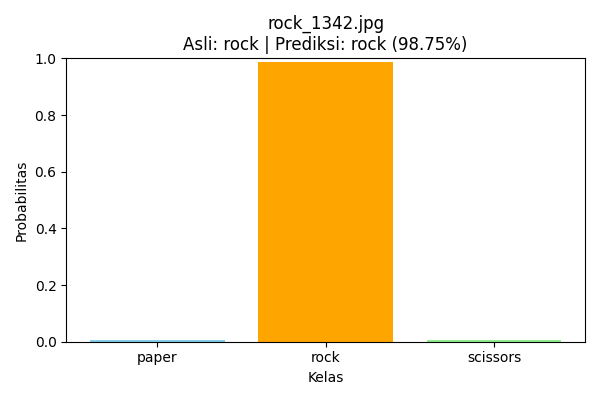 rock_1342.jpg
Asli: rock | Prediksi: rock (98.75%)
Probabilitas
1.0
0.8
0.6
0.4
0.2
0.0
paper rock scissors
Kelas